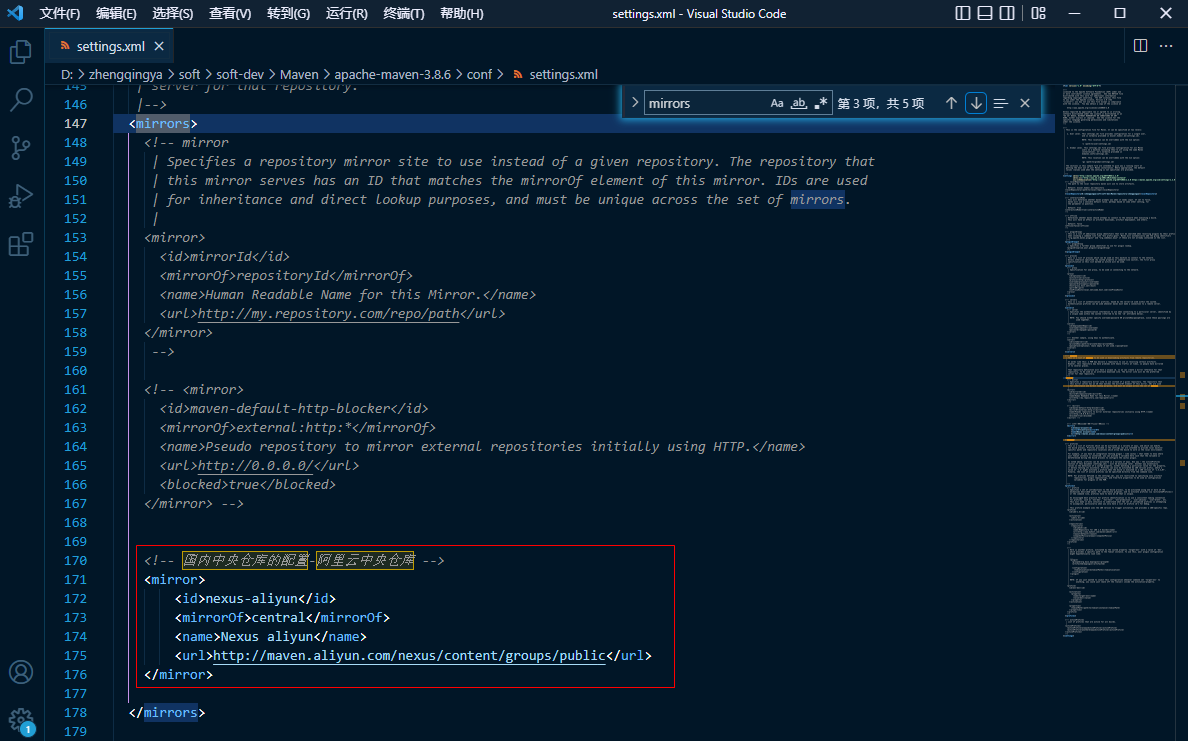 文件(F) 编辑(E) 选择(S) 查看(V) 转到(G) 运行(R) 终端(T) 帮助(H) settings.xml - Visual Studio Code
settings.xml
D: > zhengqingya > soft > soft-dev > Maven > apache-maven-3.8.6 > conf > settings.xml
mirrors Aa ab .* 第 3 项，共 5 项
145 | server for that repository.
146 |-->
147 <mirrors>
148 <!-- mirror
149 | Specifies a repository mirror site to use instead of a given repository. The repository that
150 | this mirror serves has an ID that matches the mirrorOf element of this mirror. IDs are used
151 | for inheritance and direct lookup purposes, and must be unique across the set of mirrors.
152 |
153 <mirror>
154 <id>mirrorId</id>
155 <mirrorOf>repositoryId</mirrorOf>
156 <name>Human Readable Name for this Mirror.</name>
157 <url>http://my.repository.com/repo/path</url>
158 </mirror>
159 -->
160
161 <!-- <mirror>
162 <id>maven-default-http-blocker</id>
163 <mirrorOf>external:http:*</mirrorOf>
164 <name>Pseudo repository to mirror external repositories initially using HTTP.</name>
165 <url>http://0.0.0.0/</url>
166 <blocked>true</blocked>
167 </mirror> -->
168
169
170 <!-- 国内中央仓库的配置-阿里云中央仓库 -->
171 <mirror>
172 <id>nexus-aliyun</id>
173 <mirrorOf>central</mirrorOf>
174 <name>Nexus aliyun</name>
175 <url>http://maven.aliyun.com/nexus/content/groups/public</url>
176 </mirror>
177
178 </mirrors>
179
1